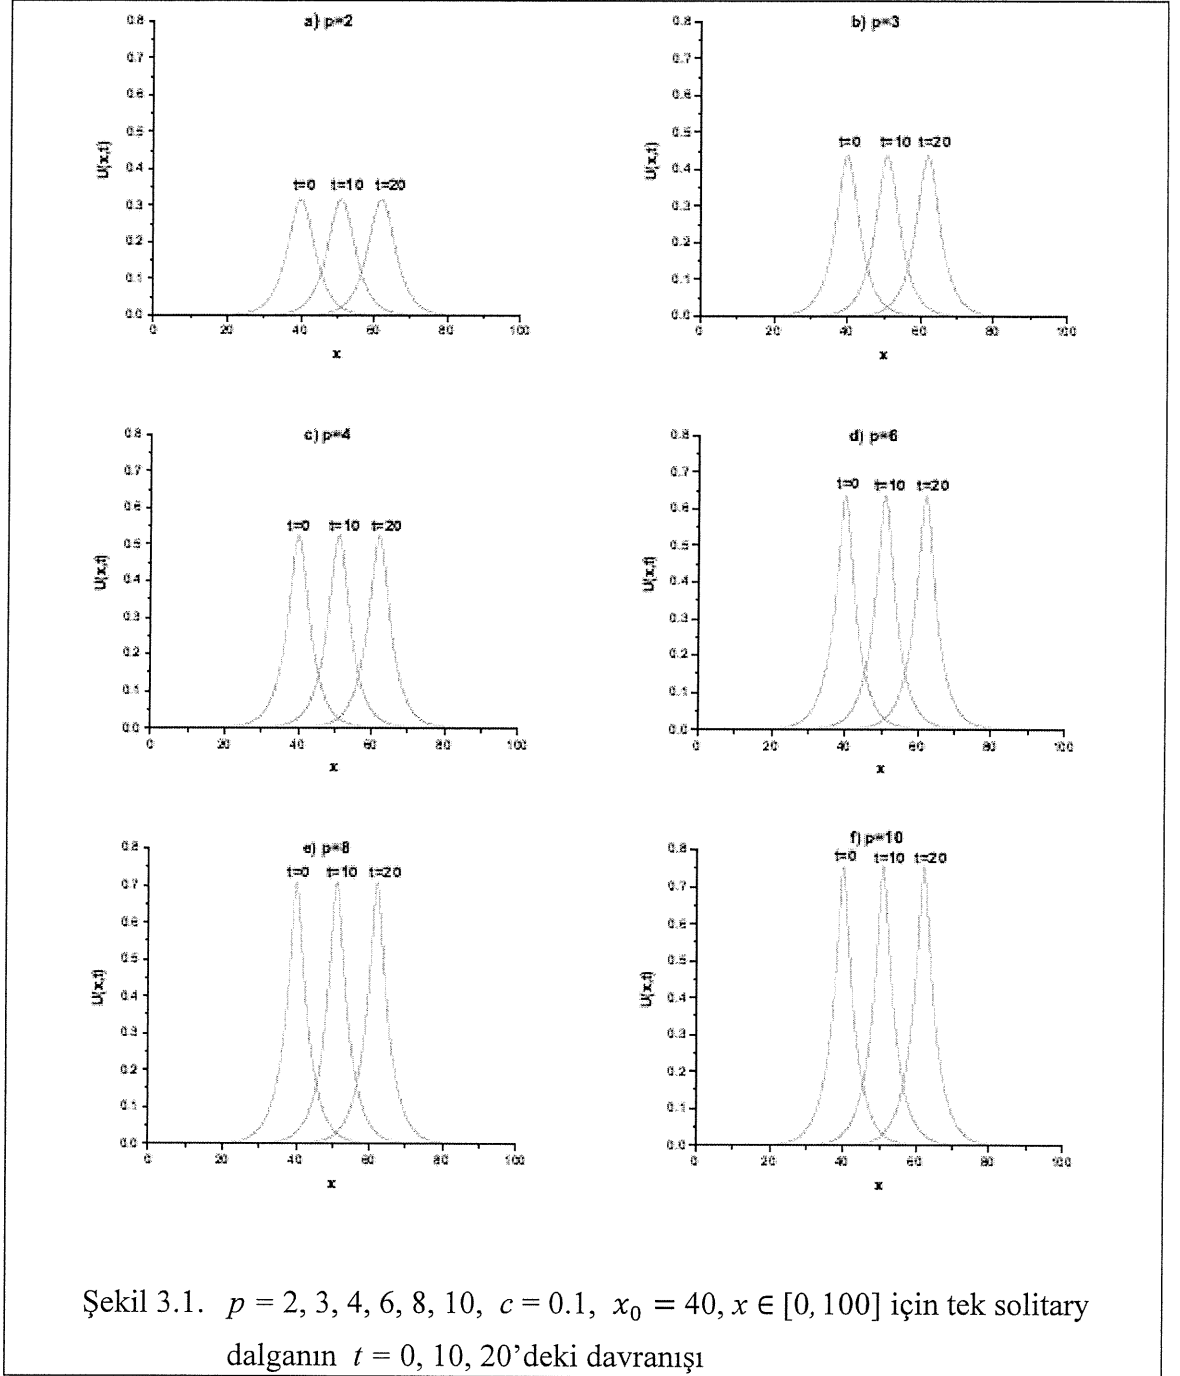 a) p=2
0.8
0.7
0.6
0.5
0.4
0.3
0.2
0.1
0.0
U(x,t)
t=0 t=10 t=20
0 20 40 60 80 100
x
b) p=3
0.8
0.7
0.6
0.5
0.4
0.3
0.2
0.1
0.0
U(x,t)
t=0 t=10 t=20
0 20 40 60 80 100
x
c) p=4
0.8
0.7
0.6
0.5
0.4
0.3
0.2
0.1
0.0
U(x,t)
t=0 t=10 t=20
0 20 40 60 80 100
x
d) p=6
0.8
0.7
0.6
0.5
0.4
0.3
0.2
0.1
0.0
U(x,t)
t=0 t=10 t=20
0 20 40 60 80 100
x
e) p=8
0.8
0.7
0.6
0.5
0.4
0.3
0.2
0.1
0.0
U(x,t)
t=0 t=10 t=20
0 20 40 60 80 100
x
f) p=10
0.8
0.7
0.6
0.5
0.4
0.3
0.2
0.1
0.0
U(x,t)
t=0 t=10 t=20
0 20 40 60 80 100
x
Şekil 3.1. p = 2, 3, 4, 6, 8, 10, c = 0.1, x₀ = 40, x ∈ [0, 100] için tek solitary
dalganın t = 0, 10, 20’deki davranışı